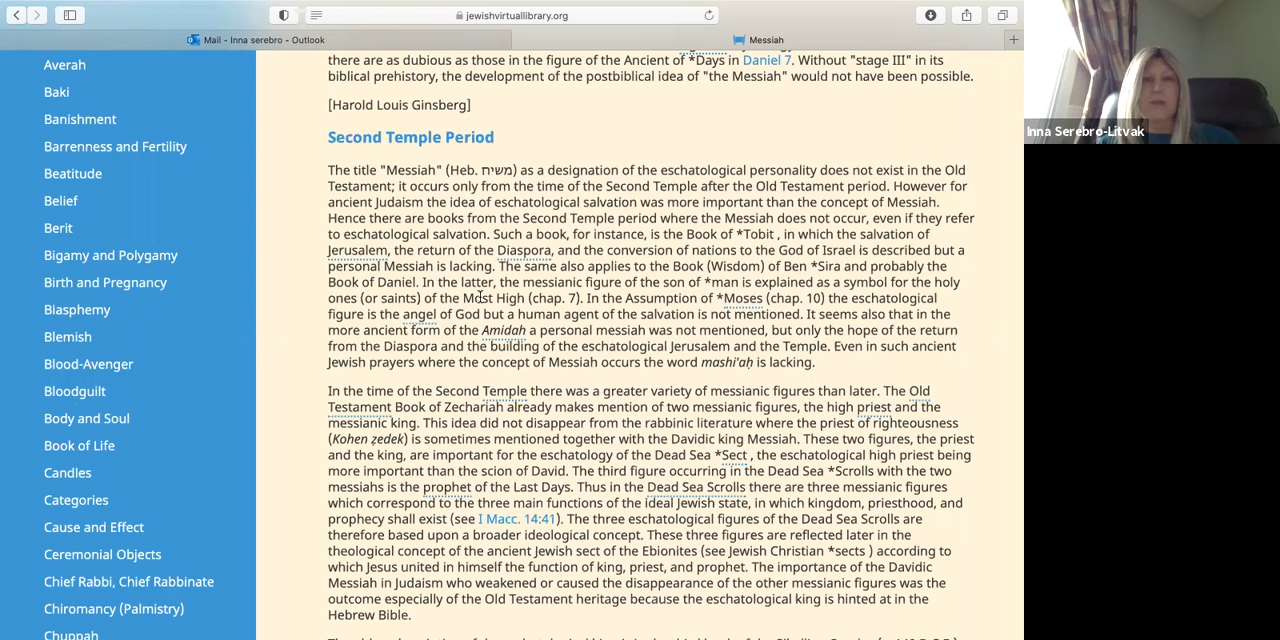 jewishvirtuallibrary.org
Mail - Inna serebro - Outlook
Messiah
Averah
Baki
Banishment
Barrenness and Fertility
Beatitude
Belief
Berit
Bigamy and Polygamy
Birth and Pregnancy
Blasphemy
Blemish
Blood-Avenger
Bloodguilt
Body and Soul
Book of Life
Candles
Categories
Cause and Effect
Ceremonial Objects
Chief Rabbi, Chief Rabbinate
Chiromancy (Palmistry)
Chuppah
there are as dubious as those in the figure of the Ancient of *Days in Daniel 7. Without "stage III" in its
biblical prehistory, the development of the postbiblical idea of "the Messiah" would not have been possible.
[Harold Louis Ginsberg]
Second Temple Period
The title "Messiah" (Heb. משיח) as a designation of the eschatological personality does not exist in the Old
Testament; it occurs only from the time of the Second Temple after the Old Testament period. However for
ancient Judaism the idea of eschatological salvation was more important than the concept of Messiah.
Hence there are books from the Second Temple period where the Messiah does not occur, even if they refer
to eschatological salvation. Such a book, for instance, is the Book of *Tobit , in which the salvation of
Jerusalem, the return of the Diaspora, and the conversion of nations to the God of Israel is described but a
personal Messiah is lacking. The same also applies to the Book (Wisdom) of Ben *Sira and probably the
Book of Daniel. In the latter, the messianic figure of the son of *man is explained as a symbol for the holy
ones (or saints) of the Most High (chap. 7). In the Assumption of *Moses (chap. 10) the eschatological
figure is the angel of God but a human agent of the salvation is not mentioned. It seems also that in the
more ancient form of the Amidah a personal messiah was not mentioned, but only the hope of the return
from the Diaspora and the building of the eschatological Jerusalem and the Temple. Even in such ancient
Jewish prayers where the concept of Messiah occurs the word mashi'aḥ is lacking.
In the time of the Second Temple there was a greater variety of messianic figures than later. The Old
Testament Book of Zechariah already makes mention of two messianic figures, the high priest and the
messianic king. This idea did not disappear from the rabbinic literature where the priest of righteousness
(Kohen ẓedek) is sometimes mentioned together with the Davidic king Messiah. These two figures, the priest
and the king, are important for the eschatology of the Dead Sea *Sect , the eschatological high priest being
more important than the scion of David. The third figure occurring in the Dead Sea *Scrolls with the two
messiahs is the prophet of the Last Days. Thus in the Dead Sea Scrolls there are three messianic figures
which correspond to the three main functions of the ideal Jewish state, in which kingdom, priesthood, and
prophecy shall exist (see I Macc. 14:41). The three eschatological figures of the Dead Sea Scrolls are
therefore based upon a broader ideological concept. These three figures are reflected later in the
theological concept of the ancient Jewish sect of the Ebionites (see Jewish Christian *sects ) according to
which Jesus united in himself the function of king, priest, and prophet. The importance of the Davidic
Messiah in Judaism who weakened or caused the disappearance of the other messianic figures was the
outcome especially of the Old Testament heritage because the eschatological king is hinted at in the
Hebrew Bible.
Inna Serebro-Litvak